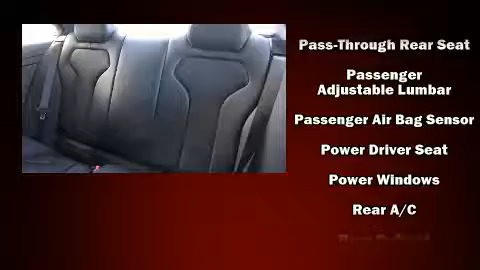 Pass-Through Rear Seat
Passenger
Adjustable Lumbar
Passenger Air Bag Sensor
Power Driver Seat
Power Windows
Rear A/C